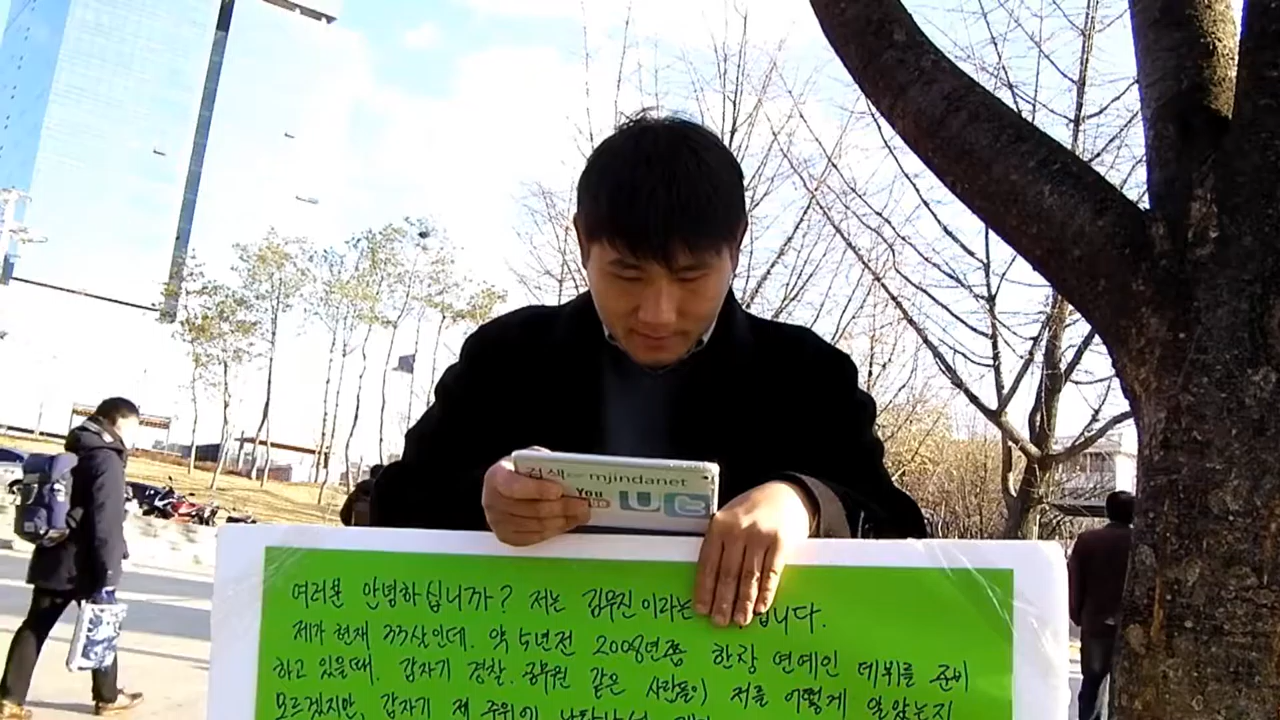 검색 mjindanet
You
여러분 안녕하십니까? 저는 김무진이라는 니다.
제가 현재 33살인데. 약 5년전 2008년쯤 한창 연예인 데뷔를 준비
하고 있을때, 갑자기 경찰. 공무원 같은 사람들이 저를 어떻게 알았는지
모르겠지만, 갑자기 제 주위에